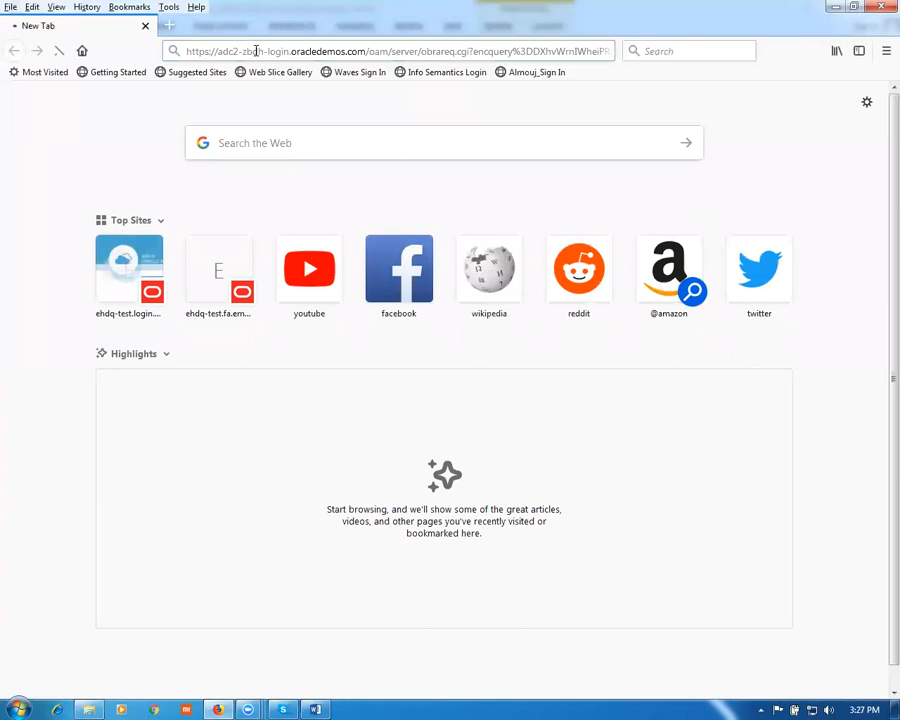 File Edit View History Bookmarks Tools Help
New Tab
https://adc2-zbgh-login.oracledemos.com/oam/server/obrareq.cgi?encquery%3DDXhvWrnIWheiPR
Search
Most Visited Getting Started Suggested Sites Web Slice Gallery Waves Sign In Info Semantics Login Almouj_Sign In
Search the Web
Top Sites
E
ehdq-test.login.... ehdq-test.fa.em... youtube facebook wikipedia reddit @amazon twitter
Highlights
Start browsing, and we'll show some of the great articles,
videos, and other pages you've recently visited or
bookmarked here.
3:27 PM